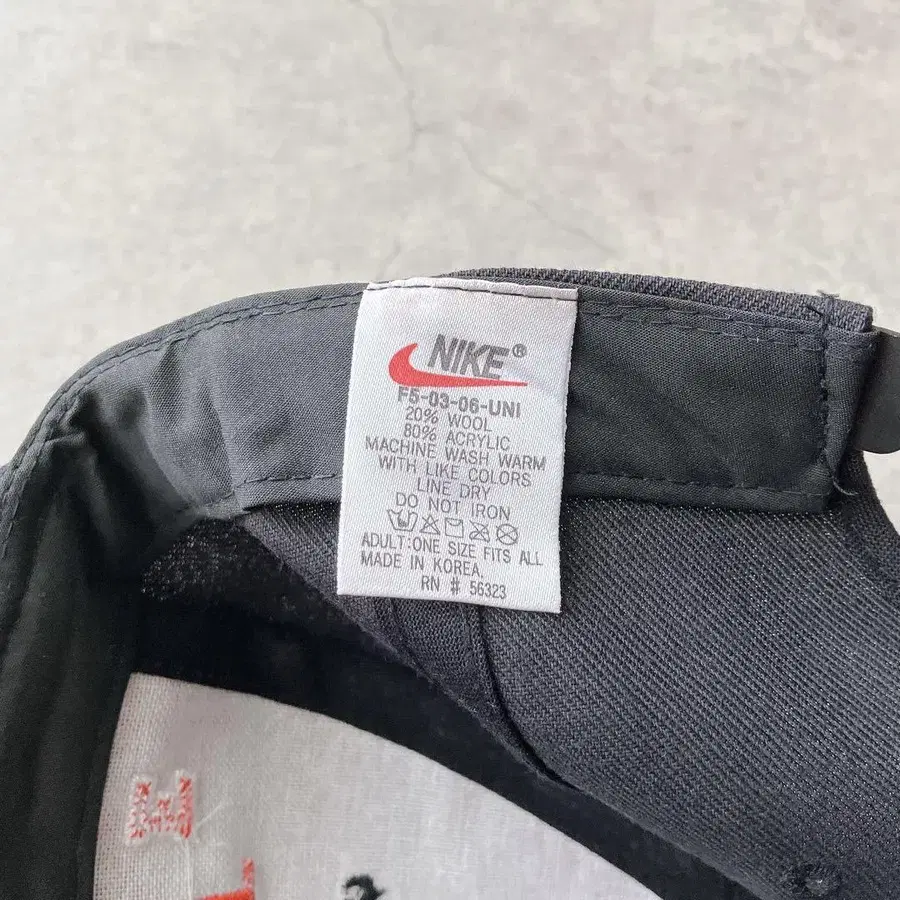 NIKE®
F5-03-06-UNI
20% WOOL
80% ACRYLIC
MACHINE WASH WARM
WITH LIKE COLORS
LINE DRY
DO NOT IRON
ADULT:ONE SIZE FITS ALL
MADE IN KOREA.
RN # 56323